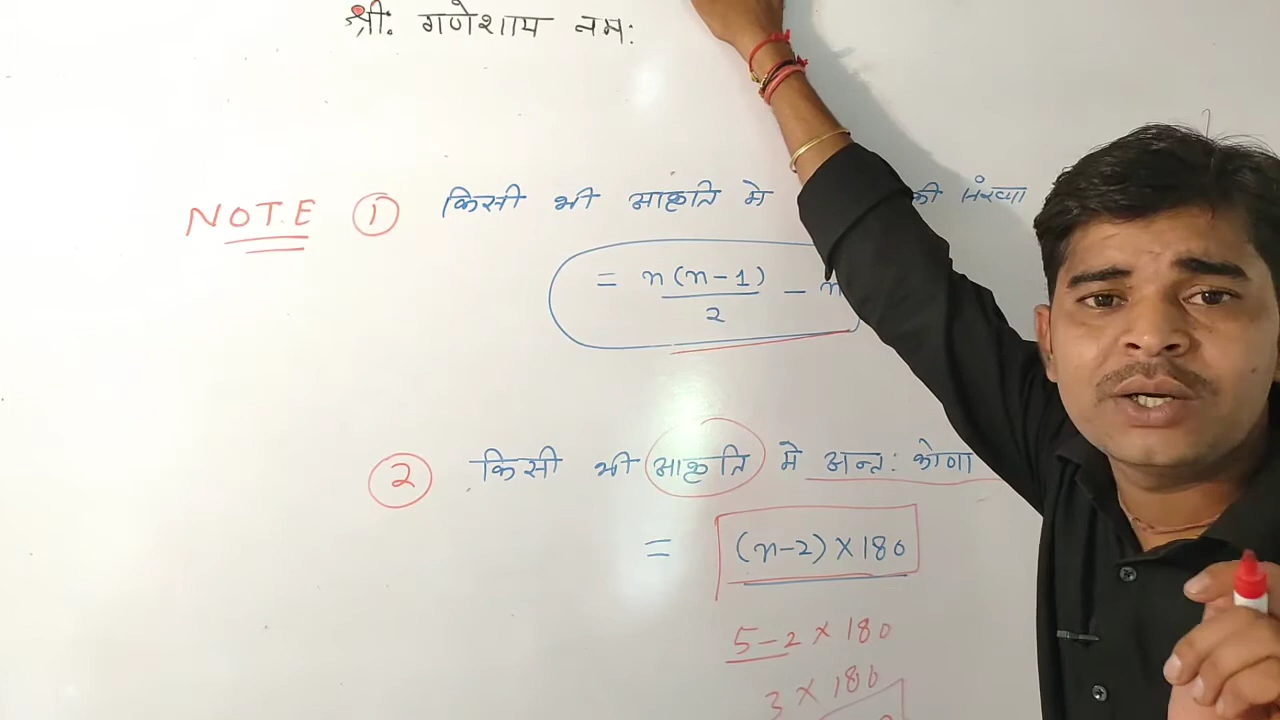 श्रीः गणेशाय नमः
NOTE ① किसी भी आकृति मे की संख्या
= n(n-1)/2 - n
② किसी भी आकृति मे अन्तः कोणा
= (n-2)×180
5-2×180
3×180